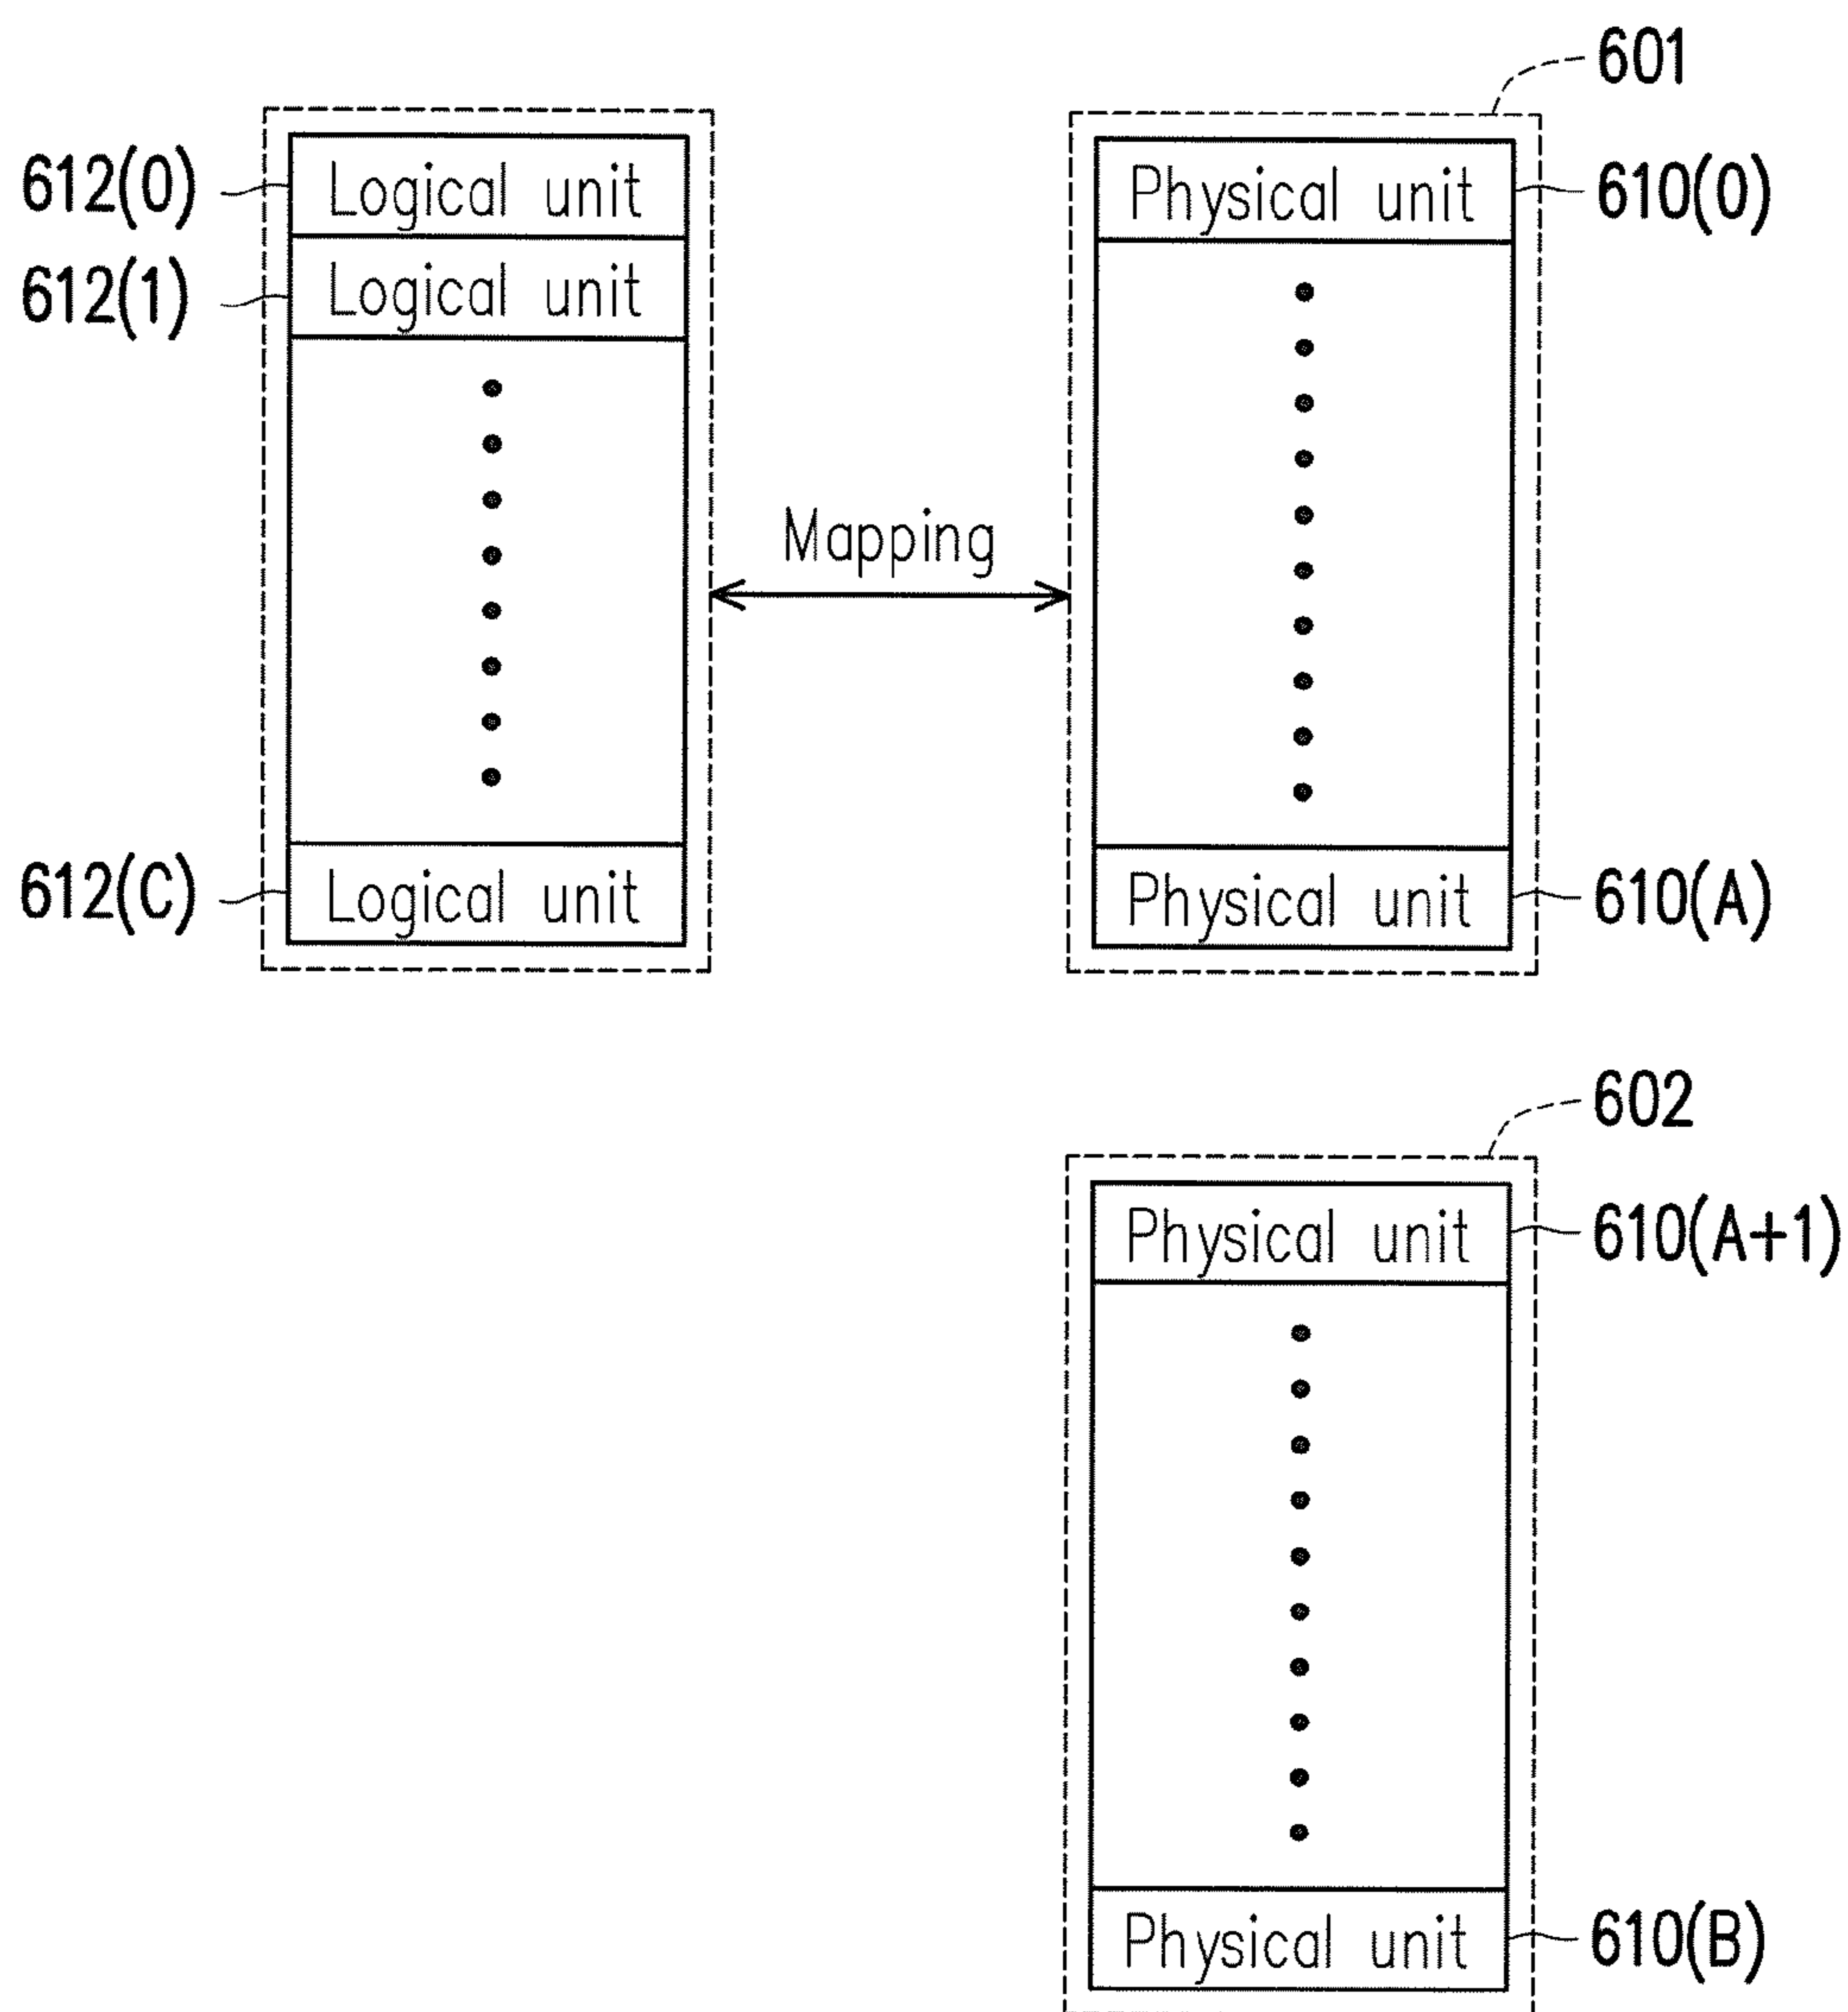 601
612(0) Logical unit
Physical unit 610(0)
612(1) Logical unit
Mapping
612(C) Logical unit
Physical unit 610(A)
602
Physical unit 610(A+1)
Physical unit 610(B)